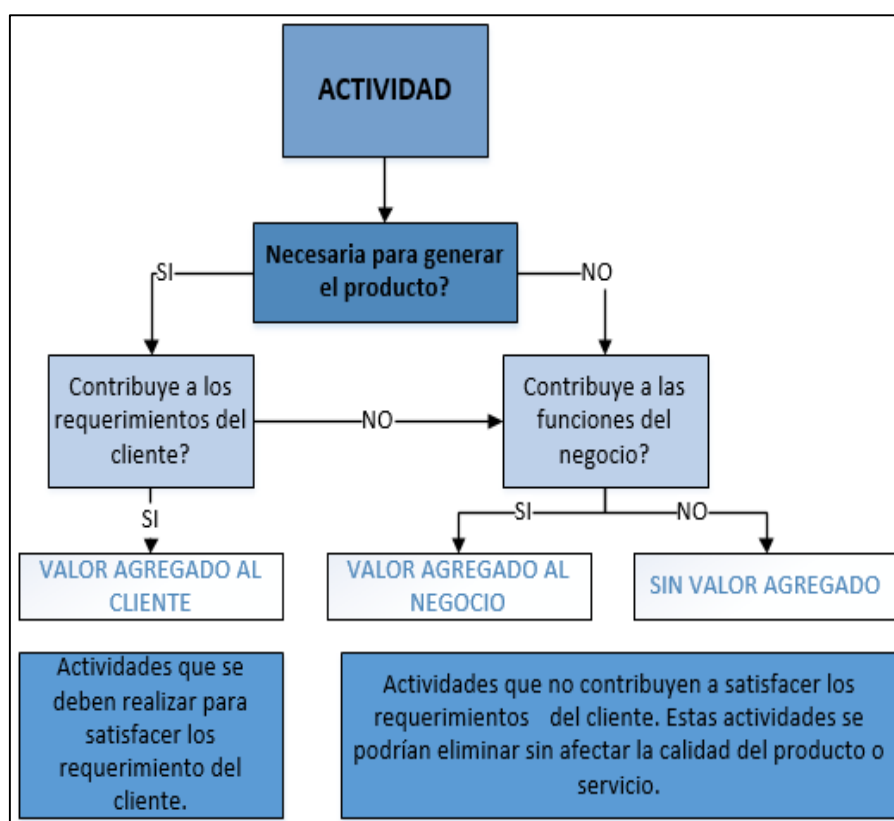 ACTIVIDAD
Necesaria para generar
el producto?
SI
NO
Contribuye a los
requerimientos del
cliente?
NO
Contribuye a las
funciones del
negocio?
SI
SI
NO
VALOR AGREGADO AL
CLIENTE
VALOR AGREGADO AL
NEGOCIO
SIN VALOR AGREGADO
Actividades que se
deben realizar para
satisfacer los
requerimiento del
cliente.
Actividades que no contribuyen a satisfacer los
requerimientos del cliente. Estas actividades se
podrían eliminar sin afectar la calidad del producto o
servicio.